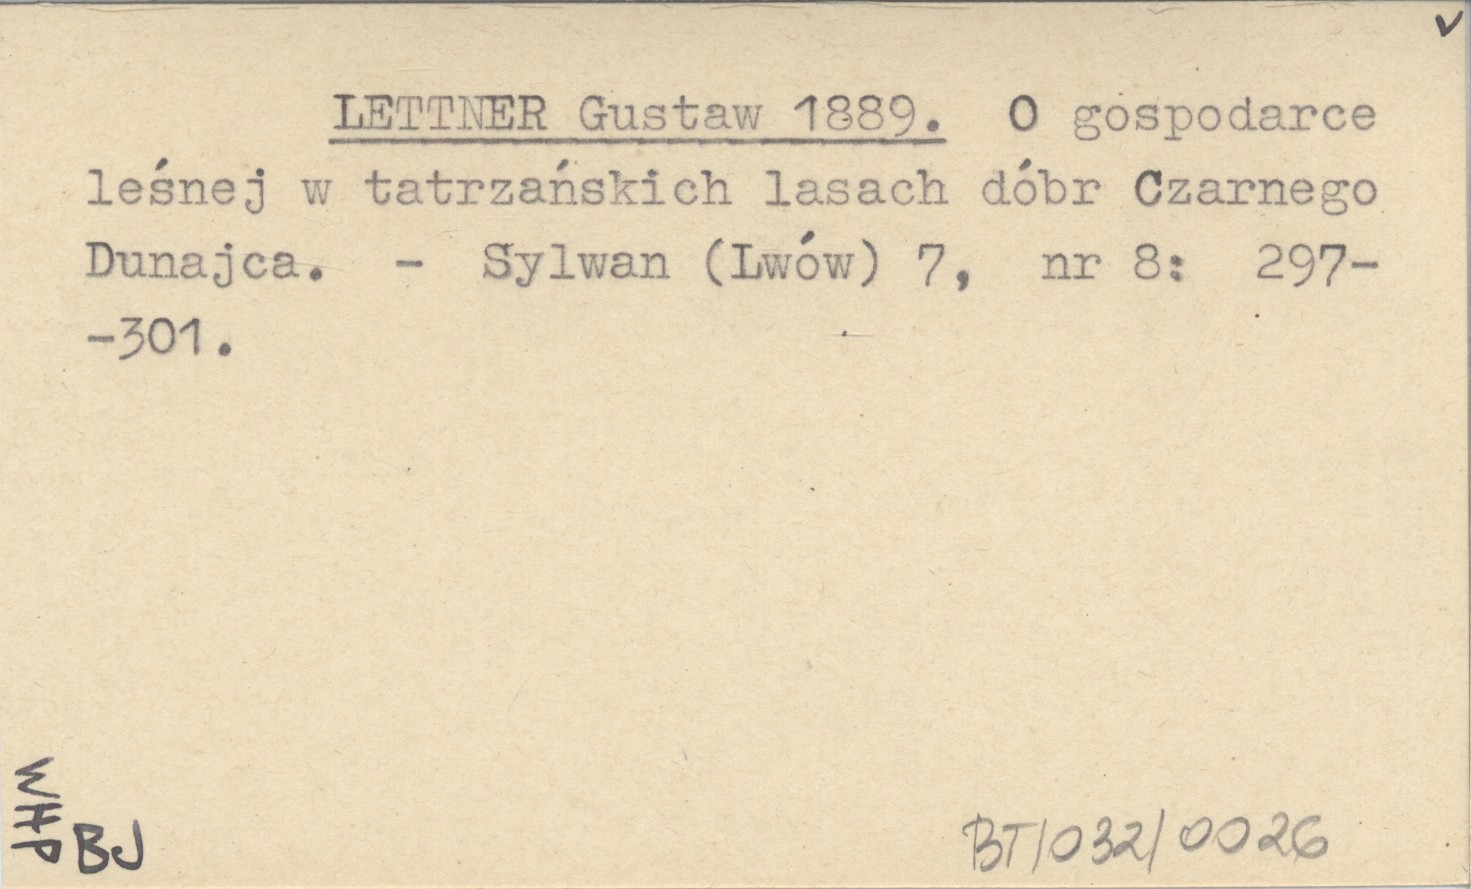 ✓
LETTNER Gustaw 1889. O gospodarce
leśnej w tatrzańskich lasach dóbr Czarnego
Dunajca. - Sylwan (Lwów) 7, nr 8: 297-
-301.
WHP
BJ
BT/032/0026